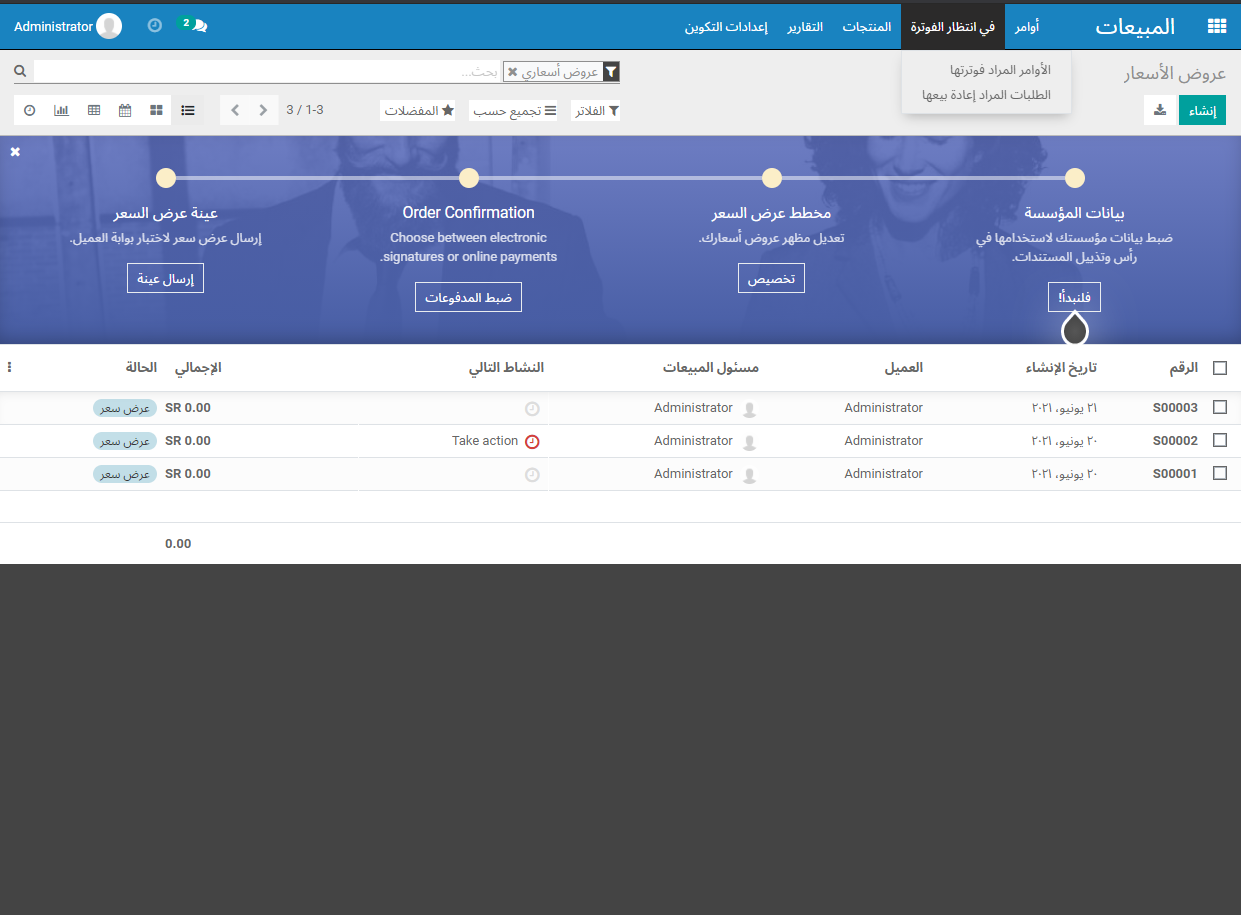 المبيعات
أوامر
في انتظار الفوترة
المنتجات
التقارير
إعدادات التكوين
2
Administrator
الأوامر المراد فوترتها
الطلبات المراد إعادة بيعها
عروض الأسعار
عروض أسعاري
بحث...
إنشاء
الفلاتر
تجميع حسب
المفضلات
1-3 / 3
بيانات المؤسسة
ضبط بيانات مؤسستك لاستخدامها في
رأس وتذييل المستندات.
فلنبدأ!
مخطط عرض السعر
تعديل مظهر عروض أسعارك.
تخصيص
Order Confirmation
Choose between electronic
signatures or online payments.
ضبط المدفوعات
عينة عرض السعر
إرسال عرض سعر لاختبار بوابة العميل.
إرسال عينة
الرقم تاريخ الإنشاء العميل مسئول المبيعات النشاط التالي الإجمالي الحالة
S00003 ٢١ يونيو، ٢٠٢١ Administrator Administrator SR 0.00 عرض سعر
S00002 ٢٠ يونيو، ٢٠٢١ Administrator Administrator Take action SR 0.00 عرض سعر
S00001 ٢٠ يونيو، ٢٠٢١ Administrator Administrator SR 0.00 عرض سعر
0.00